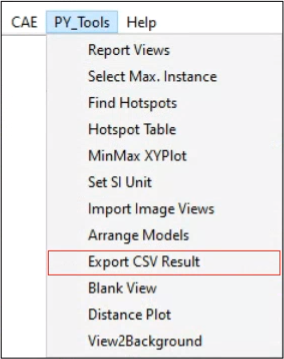 CAE PY_Tools Help
Report Views
Select Max. Instance
Find Hotspots
Hotspot Table
MinMax XYPlot
Set SI Unit
Import Image Views
Arrange Models
Export CSV Result
Blank View
Distance Plot
View2Background